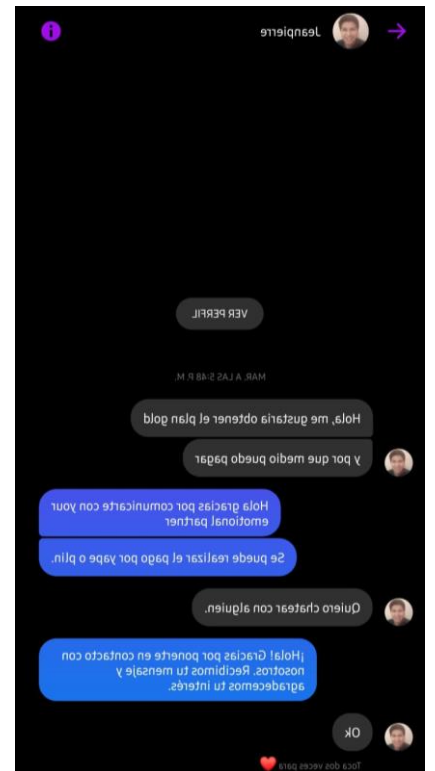 Jeanpierre
VER PERFIL
MAR. A LAS 5:48 P. M.
Hola, me gustaria obtener el plan gold
y por que medio puedo pagar
Hola gracias por comunicarte con your
emotional partner
Se puede realizar el pago por yape o plin.
Quiero chatear con alguien.
¡Hola! Gracias por ponerte en contacto con
nosotros. Recibimos tu mensaje y
agradecemos tu interés.
Ok
Toca dos veces para ❤️